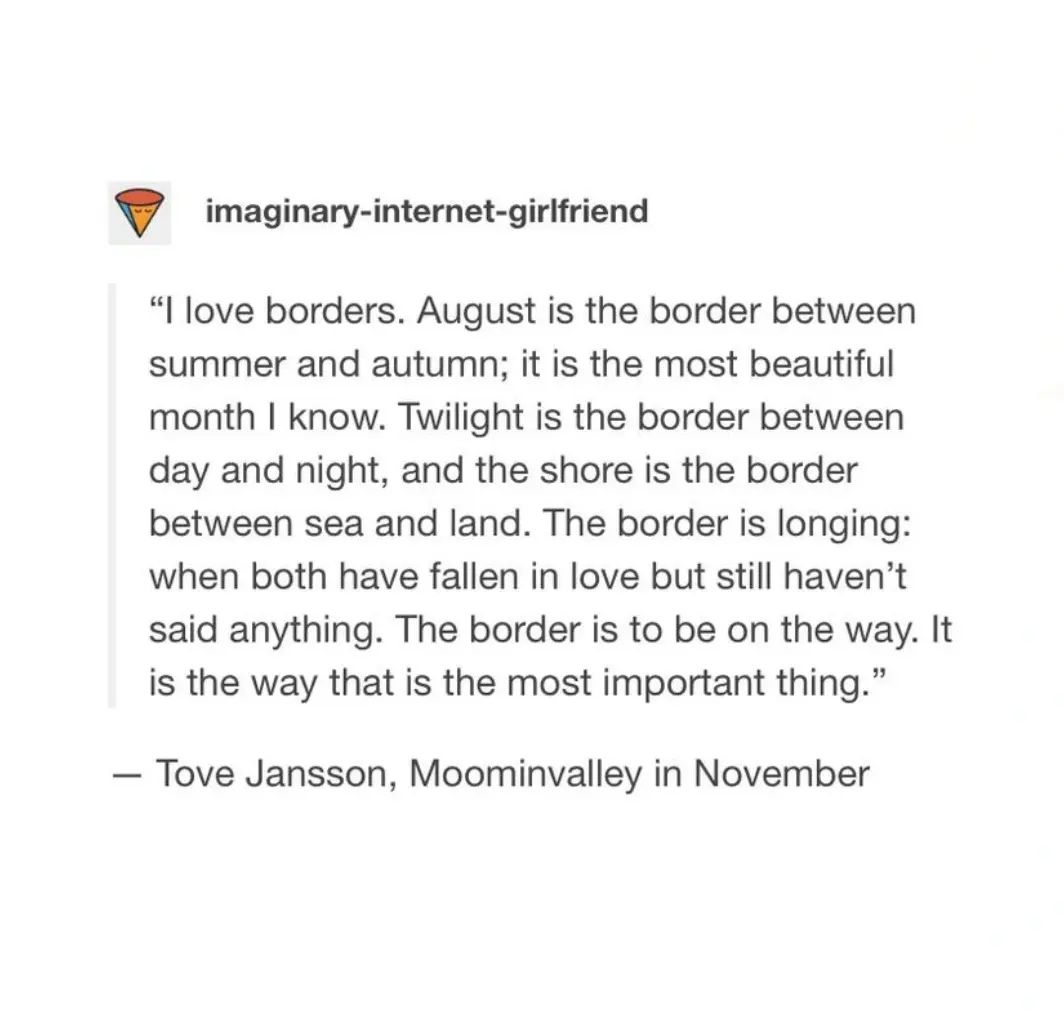 imaginary-internet-girlfriend
“I love borders. August is the border between
summer and autumn; it is the most beautiful
month I know. Twilight is the border between
day and night, and the shore is the border
between sea and land. The border is longing:
when both have fallen in love but still haven’t
said anything. The border is to be on the way. It
is the way that is the most important thing.”
— Tove Jansson, Moominvalley in November